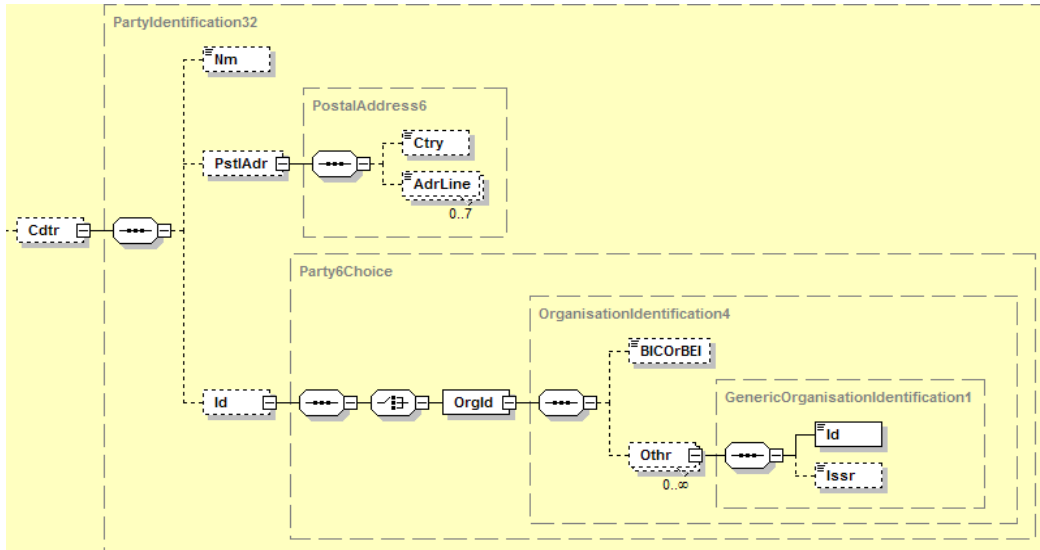 PartyIdentification32
Nm
PostalAddress6
Ctry
PstlAdr
AdrLine
0..7
Cdtr
Party6Choice
OrganisationIdentification4
BICOrBEI
GenericOrganisationIdentification1
Id
OrgId
Id
Othr
0..∞
Issr